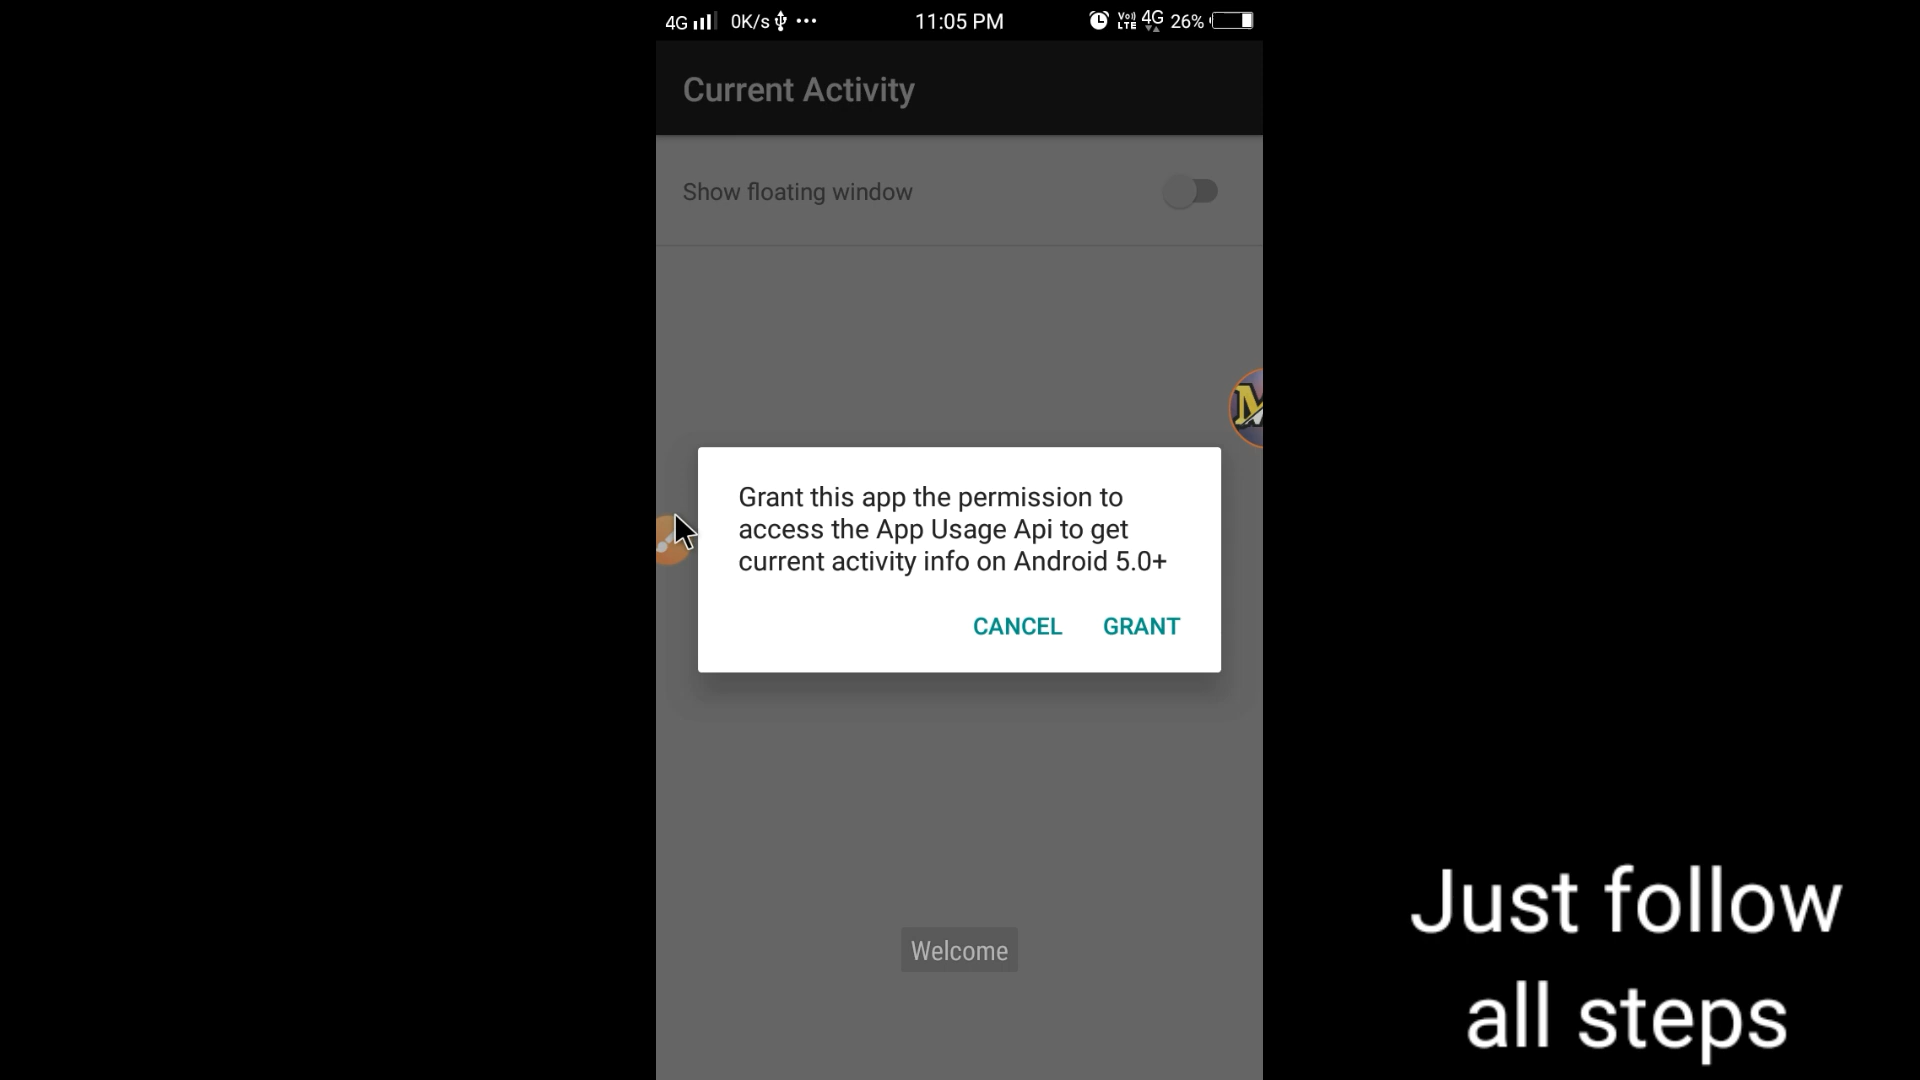 4G 0K/s ... 11:05 PM VoI) LTE 4G 26%
Current Activity
Show floating window
M
Grant this app the permission to
access the App Usage Api to get
current activity info on Android 5.0+
CANCEL GRANT
Welcome
Just follow
all steps